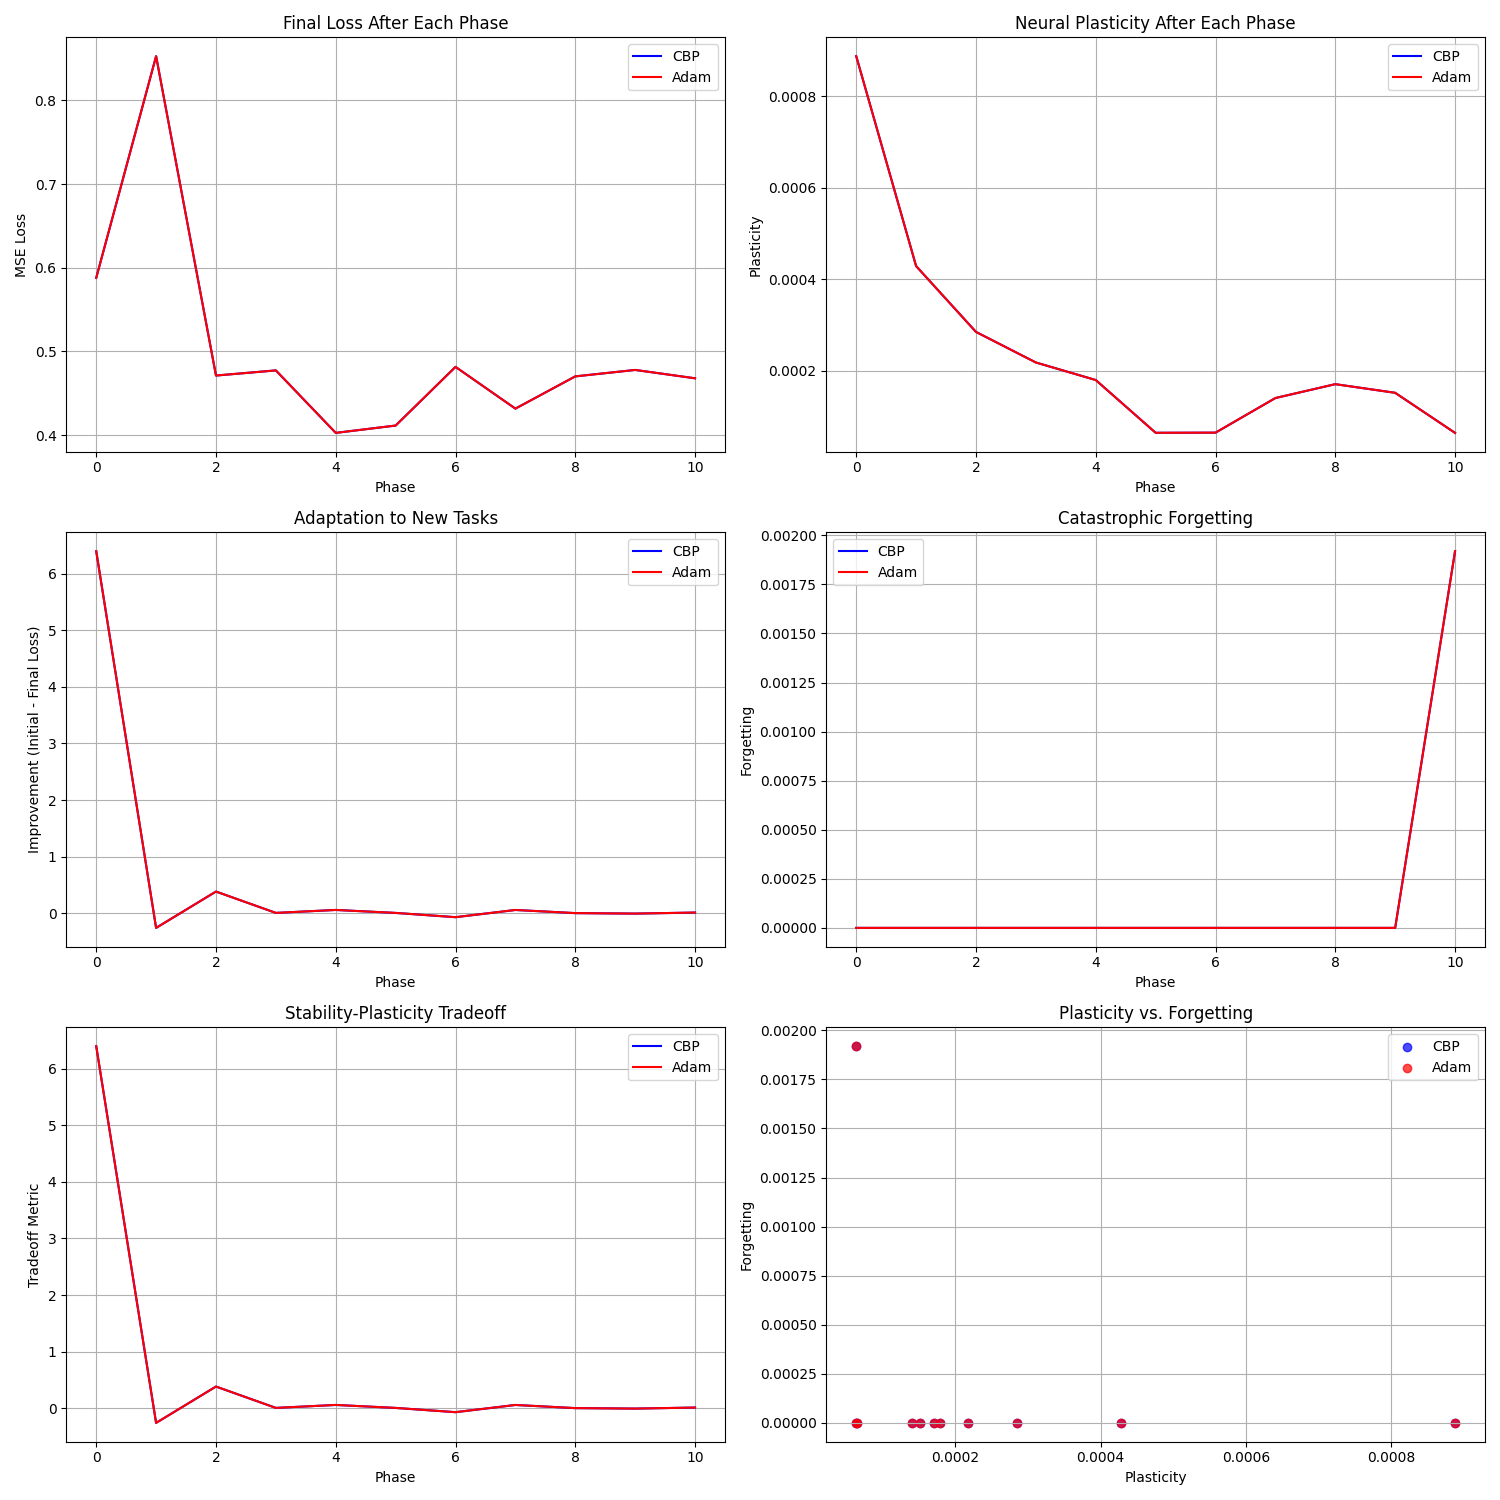 Final Loss After Each Phase
MSE Loss
0.8
0.7
0.6
0.5
0.4
0 2 4 6 8 10
Phase
CBP
Adam
Neural Plasticity After Each Phase
Plasticity
0.0008
0.0006
0.0004
0.0002
0 2 4 6 8 10
Phase
CBP
Adam
Adaptation to New Tasks
Improvement (Initial - Final Loss)
6
5
4
3
2
1
0
0 2 4 6 8 10
Phase
CBP
Adam
Catastrophic Forgetting
Forgetting
0.00200
0.00175
0.00150
0.00125
0.00100
0.00075
0.00050
0.00025
0.00000
0 2 4 6 8 10
Phase
CBP
Adam
Stability-Plasticity Tradeoff
Tradeoff Metric
6
5
4
3
2
1
0
0 2 4 6 8 10
Phase
CBP
Adam
Plasticity vs. Forgetting
Forgetting
0.00200
0.00175
0.00150
0.00125
0.00100
0.00075
0.00050
0.00025
0.00000
0.0002 0.0004 0.0006 0.0008
Plasticity
CBP
Adam